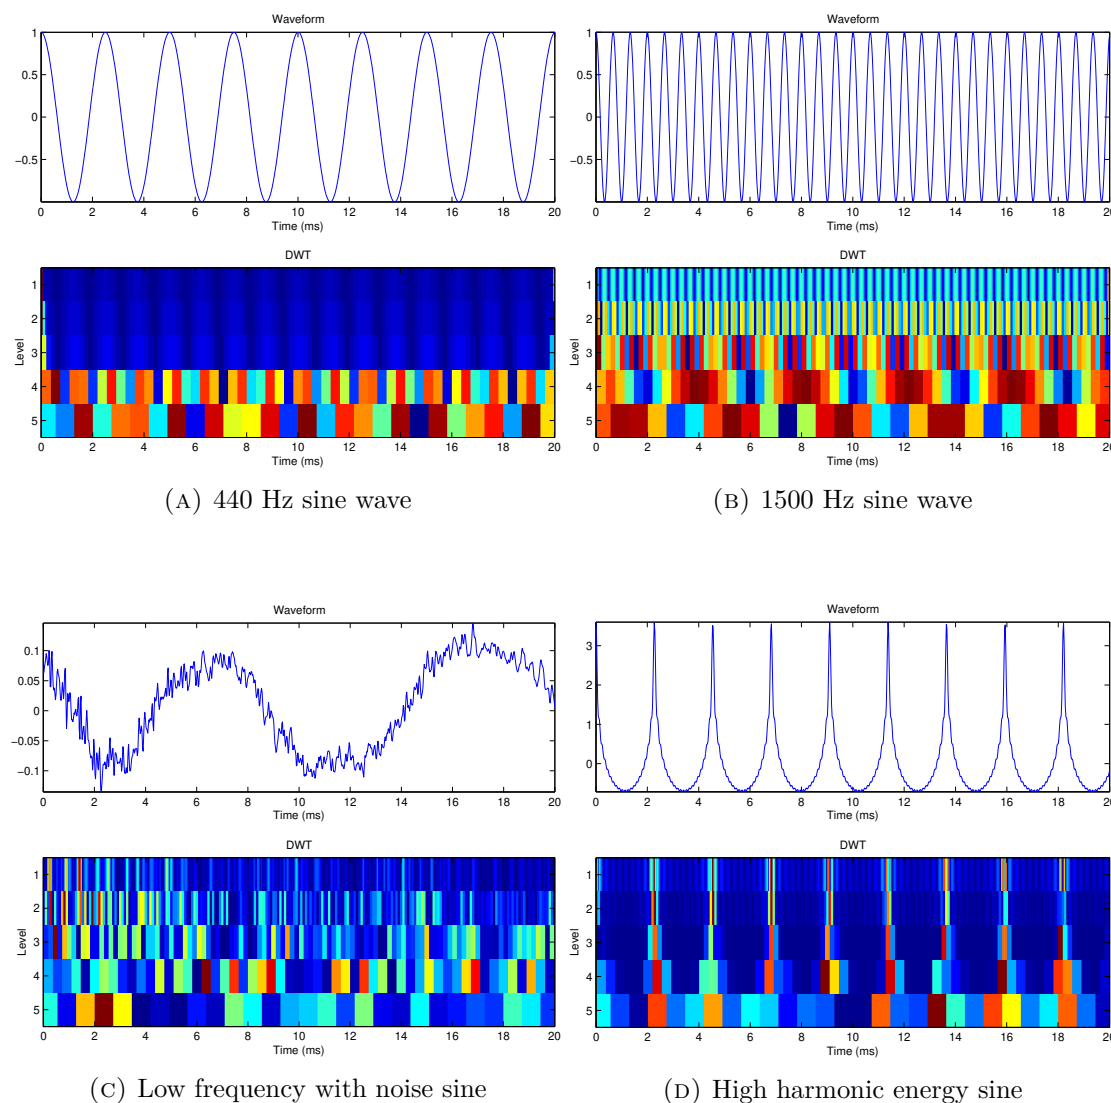 Waveform
1
0.5
0
−0.5
0 2 4 6 8 10 12 14 16 18 20
Time (ms)
DWT
1
2
3
4
5
Level
0 2 4 6 8 10 12 14 16 18 20
Time (ms)
(A) 440 Hz sine wave
Waveform
1
0.5
0
−0.5
0 2 4 6 8 10 12 14 16 18 20
Time (ms)
DWT
1
2
3
4
5
Level
0 2 4 6 8 10 12 14 16 18 20
Time (ms)
(B) 1500 Hz sine wave
Waveform
0.1
0.05
0
−0.05
−0.1
0 2 4 6 8 10 12 14 16 18 20
Time (ms)
DWT
1
2
3
4
5
Level
0 2 4 6 8 10 12 14 16 18 20
Time (ms)
(C) Low frequency with noise sine
Waveform
3
2
1
0
0 2 4 6 8 10 12 14 16 18 20
Time (ms)
DWT
1
2
3
4
5
Level
0 2 4 6 8 10 12 14 16 18 20
Time (ms)
(D) High harmonic energy sine